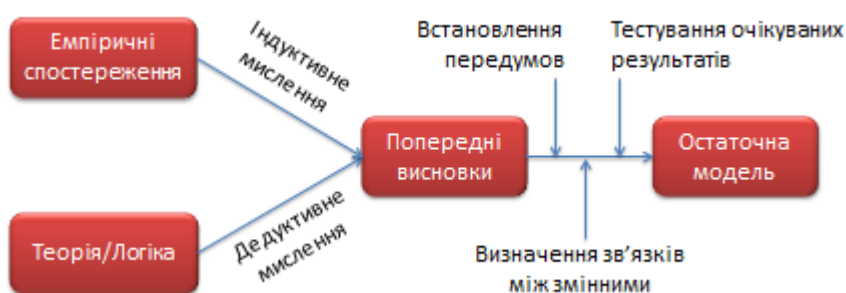 Емпіричні
спостереження
Індуктивне
мислення
Встановлення
передумов
Тестування очікуваних
результатів
Попередні
висновки
Остаточна
модель
Теорія/Логіка
Дедуктивне
мислення
Визначення зв’язків
між змінними